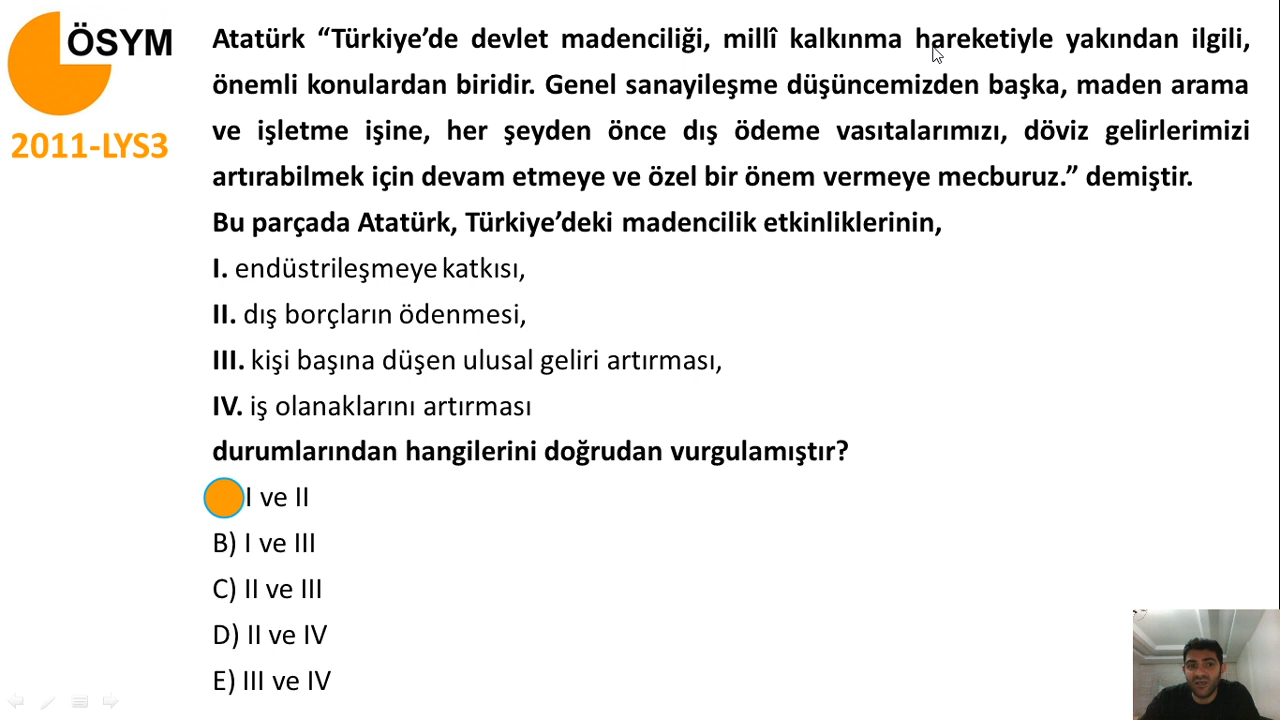 ÖSYM
2011-LYS3
Atatürk “Türkiye’de devlet madenciliği, millî kalkınma hareketiyle yakından ilgili,
önemli konulardan biridir. Genel sanayileşme düşüncemizden başka, maden arama
ve işletme işine, her şeyden önce dış ödeme vasıtalarımızı, döviz gelirlerimizi
artırabilmek için devam etmeye ve özel bir önem vermeye mecburuz.” demiştir.
Bu parçada Atatürk, Türkiye’deki madencilik etkinliklerinin,
I. endüstrileşmeye katkısı,
II. dış borçların ödenmesi,
III. kişi başına düşen ulusal geliri artırması,
IV. iş olanaklarını artırması
durumlarından hangilerini doğrudan vurgulamıştır?
I ve II
B) I ve III
C) II ve III
D) II ve IV
E) III ve IV